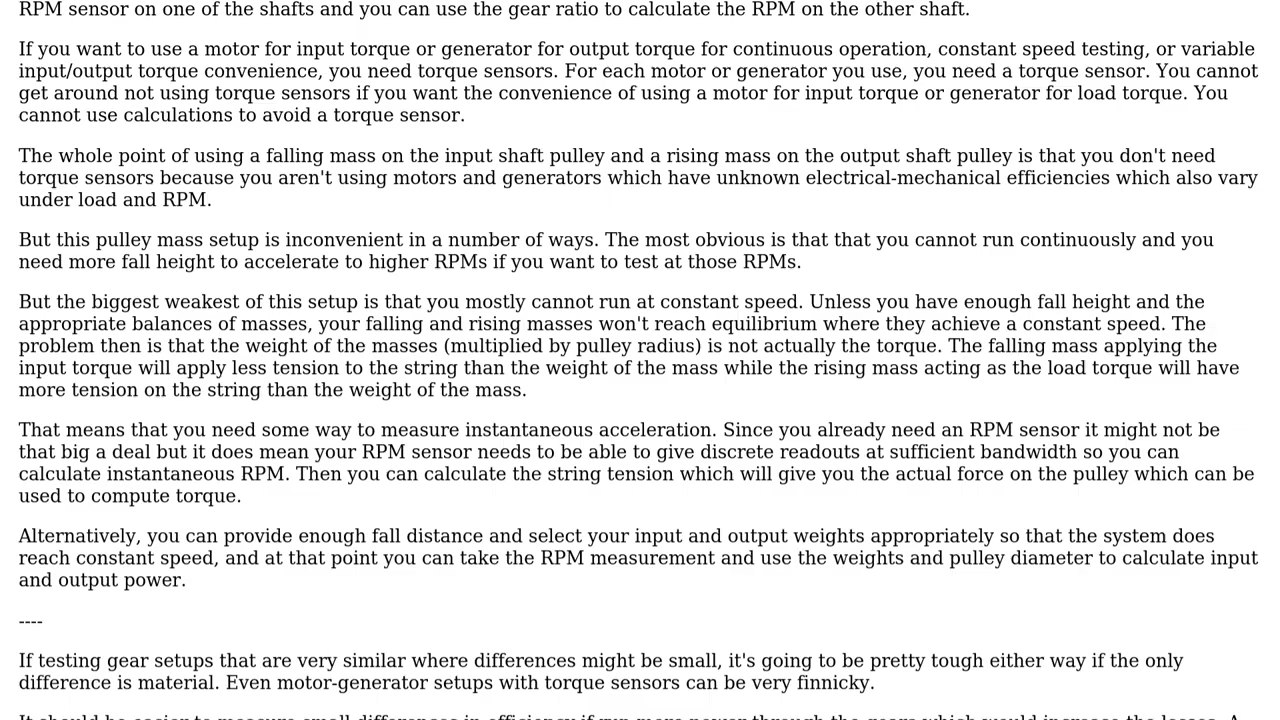 RPM sensor on one of the shafts and you can use the gear ratio to calculate the RPM on the other shaft.
If you want to use a motor for input torque or generator for output torque for continuous operation, constant speed testing, or variable
input/output torque convenience, you need torque sensors. For each motor or generator you use, you need a torque sensor. You cannot
get around not using torque sensors if you want the convenience of using a motor for input torque or generator for load torque. You
cannot use calculations to avoid a torque sensor.
The whole point of using a falling mass on the input shaft pulley and a rising mass on the output shaft pulley is that you don't need
torque sensors because you aren't using motors and generators which have unknown electrical-mechanical efficiencies which also vary
under load and RPM.
But this pulley mass setup is inconvenient in a number of ways. The most obvious is that that you cannot run continuously and you
need more fall height to accelerate to higher RPMs if you want to test at those RPMs.
But the biggest weakest of this setup is that you mostly cannot run at constant speed. Unless you have enough fall height and the
appropriate balances of masses, your falling and rising masses won't reach equilibrium where they achieve a constant speed. The
problem then is that the weight of the masses (multiplied by pulley radius) is not actually the torque. The falling mass applying the
input torque will apply less tension to the string than the weight of the mass while the rising mass acting as the load torque will have
more tension on the string than the weight of the mass.
That means that you need some way to measure instantaneous acceleration. Since you already need an RPM sensor it might not be
that big a deal but it does mean your RPM sensor needs to be able to give discrete readouts at sufficient bandwidth so you can
calculate instantaneous RPM. Then you can calculate the string tension which will give you the actual force on the pulley which can be
used to compute torque.
Alternatively, you can provide enough fall distance and select your input and output weights appropriately so that the system does
reach constant speed, and at that point you can take the RPM measurement and use the weights and pulley diameter to calculate input
and output power.
----
If testing gear setups that are very similar where differences might be small, it's going to be pretty tough either way if the only
difference is material. Even motor-generator setups with torque sensors can be very finnicky.